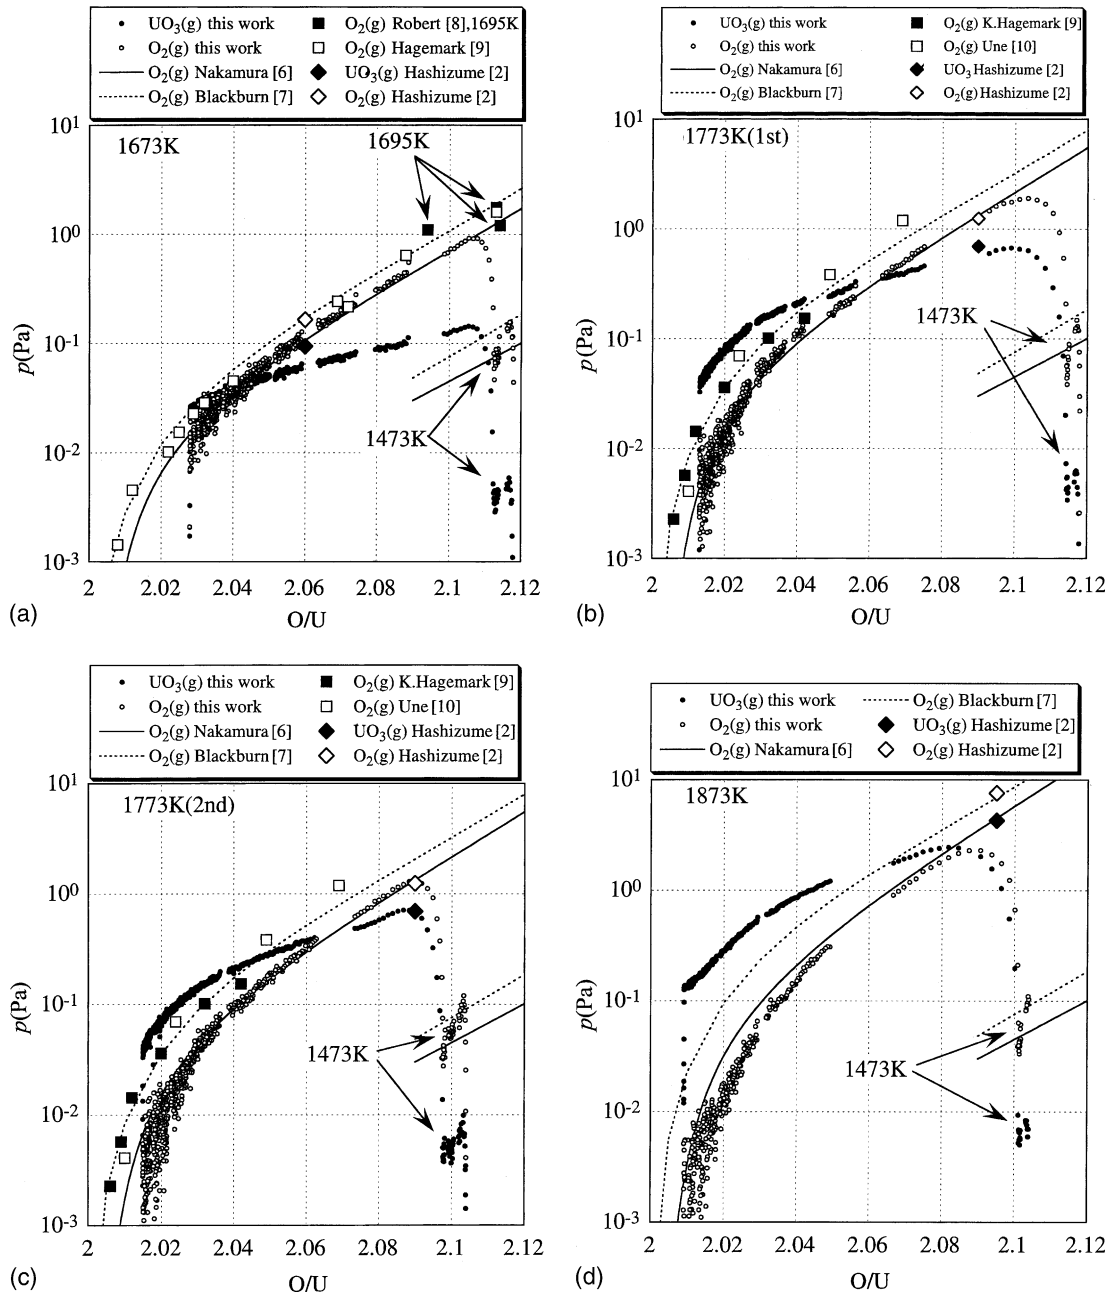 UO3(g) this work
O2(g) this work
O2(g) Nakamura [6]
O2(g) Blackburn [7]
O2(g) Robert [8],1695K
O2(g) Hagemark [9]
UO3(g) Hashizume [2]
O2(g) Hashizume [2]
1673K
1695K
1473K
10^1
10^0
10^-1
10^-2
10^-3
p(Pa)
2 2.02 2.04 2.06 2.08 2.1 2.12
O/U
(a)
UO3(g) this work
O2(g) this work
O2(g) Nakamura [6]
O2(g) Blackburn [7]
O2(g) K.Hagemark [9]
O2(g) Une [10]
UO3 Hashizume [2]
O2(g) Hashizume [2]
1773K(1st)
1473K
10^1
10^0
10^-1
10^-2
10^-3
p(Pa)
2 2.02 2.04 2.06 2.08 2.1 2.12
O/U
(b)
UO3(g) this work
O2(g) this work
O2(g) Nakamura [6]
O2(g) Blackburn [7]
O2(g) K.Hagemark [9]
O2(g) Une [10]
UO3(g) Hashizume [2]
O2(g) Hashizume [2]
1773K(2nd)
1473K
10^1
10^0
10^-1
10^-2
10^-3
p(Pa)
2 2.02 2.04 2.06 2.08 2.1 2.12
O/U
(c)
UO3(g) this work
O2(g) this work
O2(g) Nakamura [6]
O2(g) Blackburn [7]
UO3(g) Hashizume [2]
O2(g) Hashizume [2]
1873K
1473K
10^1
10^0
10^-1
10^-2
10^-3
p(Pa)
2 2.02 2.04 2.06 2.08 2.1 2.12
O/U
(d)